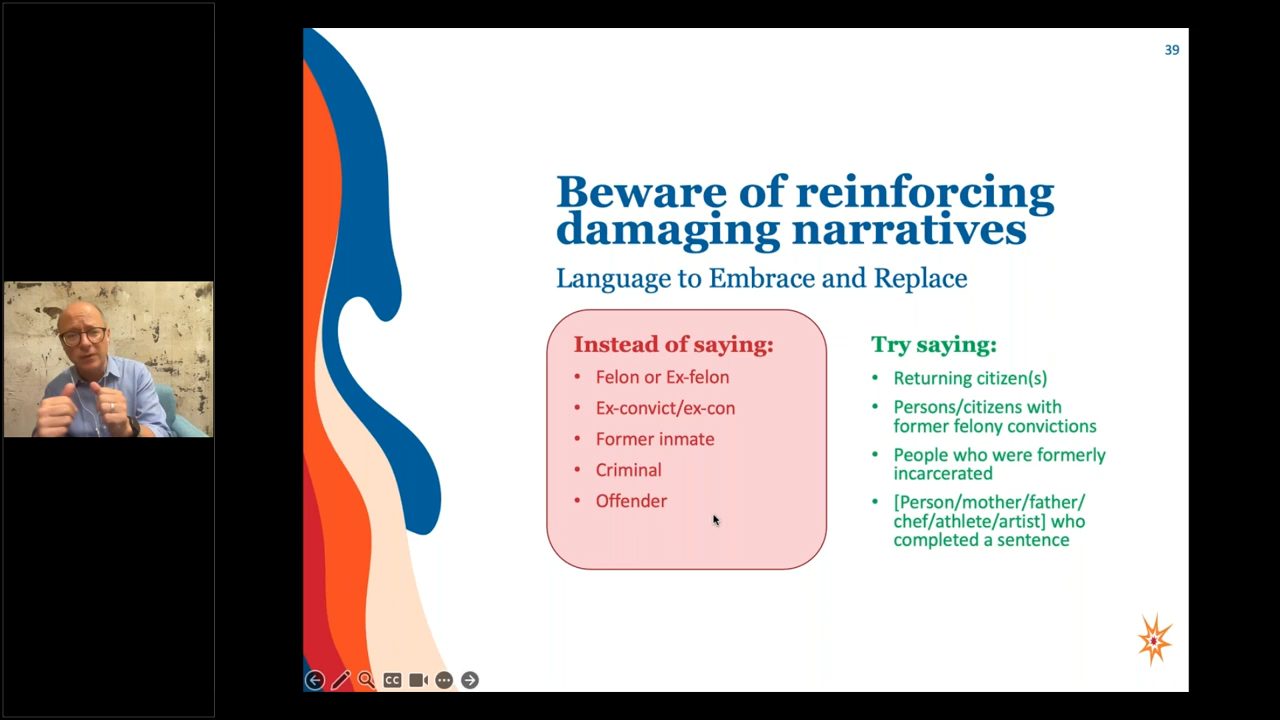 39
Beware of reinforcing
damaging narratives
Language to Embrace and Replace
Instead of saying:
• Felon or Ex-felon
• Ex-convict/ex-con
• Former inmate
• Criminal
• Offender
Try saying:
• Returning citizen(s)
• Persons/citizens with
former felony convictions
• People who were formerly
incarcerated
• [Person/mother/father/
chef/athlete/artist] who
completed a sentence
CC